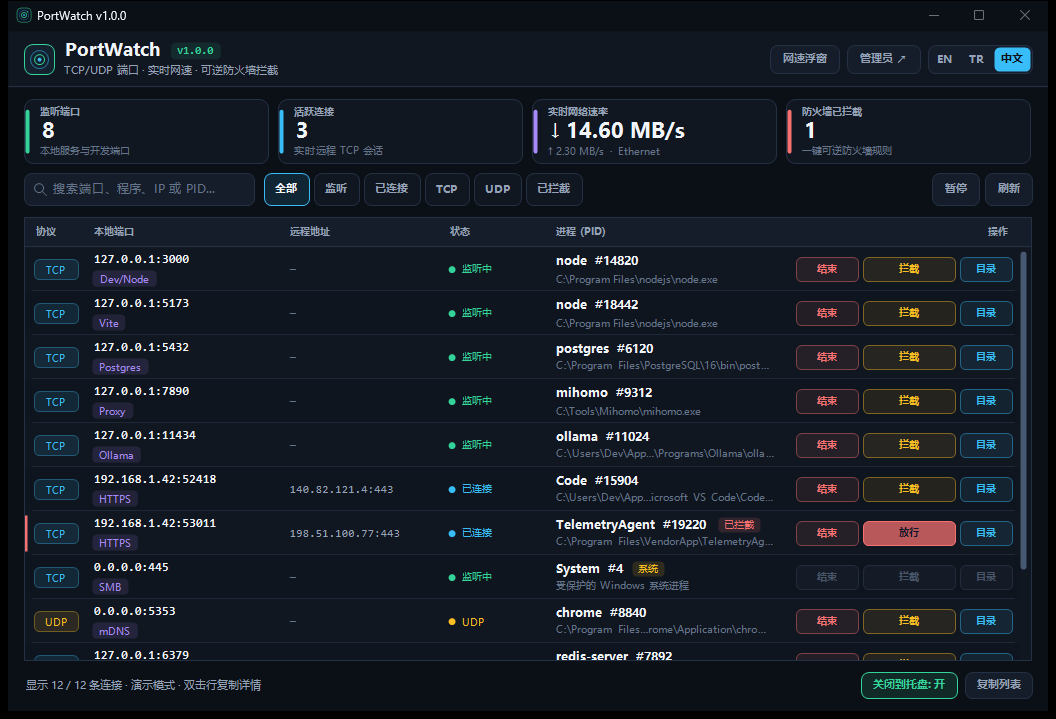 PortWatch v1.0.0
PortWatch v1.0.0
TCP/UDP 端口 · 实时网速 · 可逆防火墙拦截
网速浮窗 管理员 ↗ EN TR 中文
监听端口
8
本地服务与开发端口
活跃连接
3
实时远程 TCP 会话
实时网络速率
↓ 14.60 MB/s
↑ 2.30 MB/s · Ethernet
防火墙已拦截
1
一键可逆防火墙规则
搜索端口、程序、IP 或 PID... 全部 监听 已连接 TCP UDP 已拦截 暂停 刷新
协议 本地端口 远程地址 状态 进程 (PID) 操作
TCP 127.0.0.1:3000 — 监听中 node #14820 结束 拦截 目录
Dev/Node C:\Program Files\nodejs\node.exe
TCP 127.0.0.1:5173 — 监听中 node #18442 结束 拦截 目录
Vite C:\Program Files\nodejs\node.exe
TCP 127.0.0.1:5432 — 监听中 postgres #6120 结束 拦截 目录
Postgres C:\Program Files\PostgreSQL\16\bin\post...
TCP 127.0.0.1:7890 — 监听中 mihomo #9312 结束 拦截 目录
Proxy C:\Tools\Mihomo\mihomo.exe
TCP 127.0.0.1:11434 — 监听中 ollama #11024 结束 拦截 目录
Ollama C:\Users\Dev\App...\Programs\Ollama\olla...
TCP 192.168.1.42:52418 140.82.121.4:443 已连接 Code #15904 结束 拦截 目录
HTTPS C:\Users\Dev\App...icrosoft VS Code\Code...
TCP 192.168.1.42:53011 198.51.100.77:443 已连接 TelemetryAgent #19220 已拦截 结束 放行 目录
HTTPS C:\Program Files\VendorApp\TelemetryAg...
TCP 0.0.0.0:445 — 监听中 System #4 系统 结束 拦截 目录
SMB 受保护的 Windows 系统进程
UDP 0.0.0.0:5353 — UDP chrome #8840 结束 拦截 目录
mDNS C:\Program Files...rome\Application\chro...
127.0.0.1:6379 redis-server #7892
显示 12 / 12 条连接 · 演示模式 · 双击行复制详情 关闭到托盘: 开 复制列表